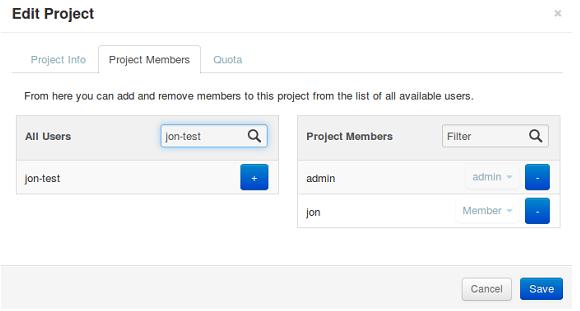 Edit Project ×
Project Info Project Members Quota
From here you can add and remove members to this project from the list of all available users.
All Users jon-test
jon-test +
Project Members Filter
admin admin -
jon Member -
Cancel Save